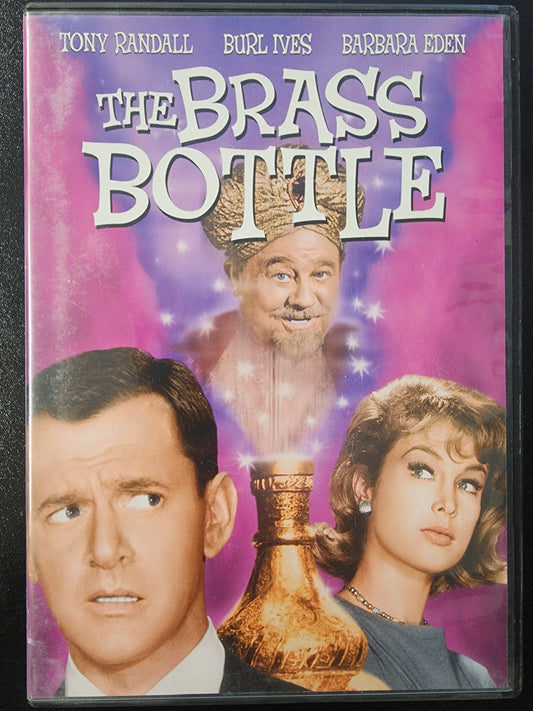 TONY RANDALL BURL IVES BARBARA EDEN
THE BRASS
BOTTLE